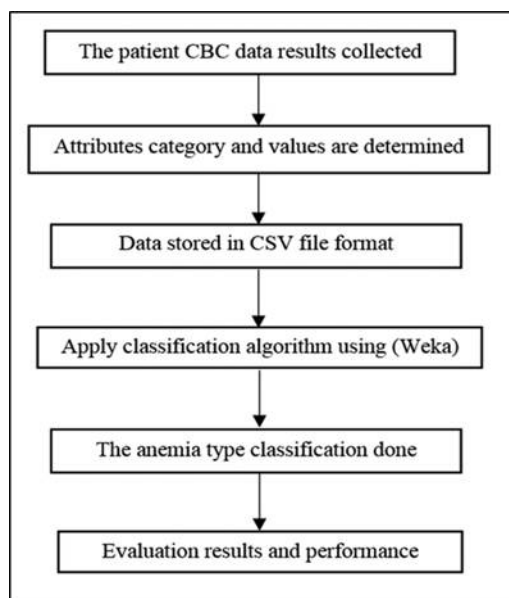 The patient CBC data results collected
Attributes category and values are determined
Data stored in CSV file format
Apply classification algorithm using (Weka)
The anemia type classification done
Evaluation results and performance